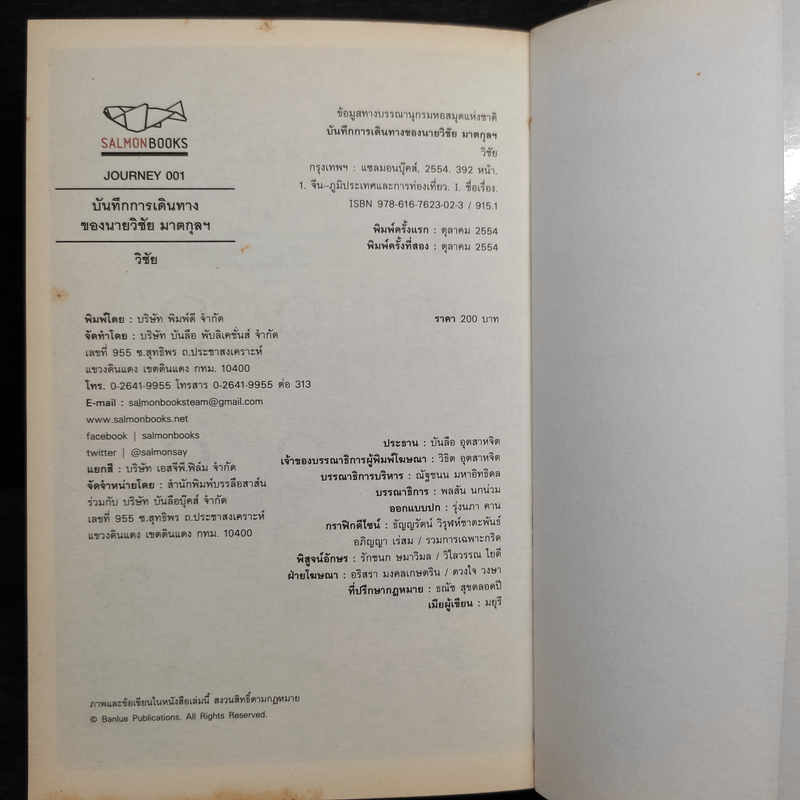 SALMONBOOKS
JOURNEY 001
บันทึกการเดินทาง
ของนายวิชัย มาตกุลฯ
วิชัย
ข้อมูลทางบรรณานุกรมหอสมุดแห่งชาติ
บันทึกการเดินทางของนายวิชัย มาตกุลฯ
วิชัย
กรุงเทพฯ : แซลมอนบุ๊คส์, 2554. 392 หน้า.
1. จีน--ภูมิประเทศและการท่องเที่ยว. I. ชื่อเรื่อง.
ISBN 978-616-7623-02-3 / 915.1
พิมพ์ครั้งแรก : ตุลาคม 2554
พิมพ์ครั้งที่สอง : ตุลาคม 2554
พิมพ์โดย : บริษัท พิมพ์ดี จำกัด
จัดทำโดย : บริษัท บันลือ พับลิเคชั่นส์ จำกัด
เลขที่ 955 ซ.สุทธิพร ถ.ประชาสงเคราะห์
แขวงดินแดง เขตดินแดง กทม. 10400
โทร. 0-2641-9955 โทรสาร 0-2641-9955 ต่อ 313
E-mail : salmonbooksteam@gmail.com
www.salmonbooks.net
facebook | salmonbooks
twitter | @salmonsay
แยกสี : บริษัท เอสจีพี.ฟิล์ม จำกัด
จัดจำหน่ายโดย : สำนักพิมพ์บรรลือสาส์น
ร่วมกับ บริษัท บันลือบุ๊คส์ จำกัด
เลขที่ 955 ซ.สุทธิพร ถ.ประชาสงเคราะห์
แขวงดินแดง เขตดินแดง กทม. 10400
ราคา 200 บาท
ประธาน : บันลือ อุตสาหจิต
เจ้าของบรรณาธิการผู้พิมพ์โฆษณา : วิธิต อุตสาหจิต
บรรณาธิการบริหาร : ณัฐชนน มหาอิทธิดล
บรรณาธิการ : พลสัน นกน่วม
ออกแบบปก : รุ่งนภา คาน
กราฟิกดีไซน์ : ธัญญรัตน์ วิรุฬห์ชาตะพันธ์
อภิญญา เร่สม / รวมการเฉพาะกริด
พิสูจน์อักษร : รักชนก ษมาวิมล / วิไลวรรณ ใยดี
ฝ่ายโฆษณา : อริสรา มงคลเกษตริน / ดวงใจ วงษา
ที่ปรึกษากฎหมาย : ธณัช สุขตลอดปี
เมียผู้เขียน : มยุรี
ภาพและข้อเขียนในหนังสือเล่มนี้ สงวนสิทธิ์ตามกฎหมาย
© Banlue Publications. All Rights Reserved.